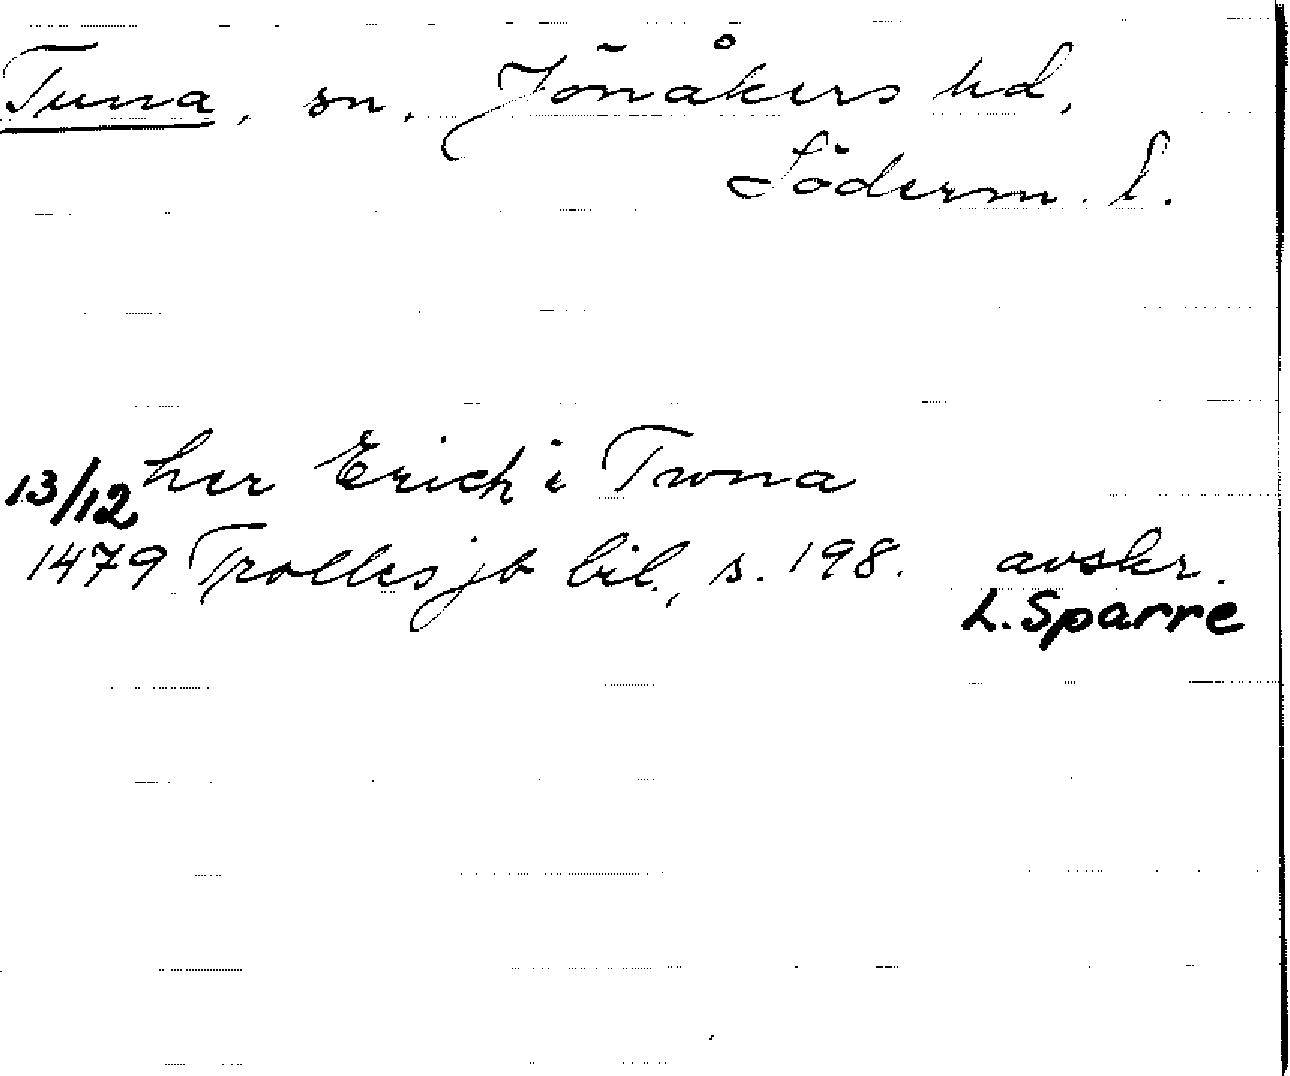 Tuna, sn, Jönåkers hd,
Söderm. l.
her Erich i Twna
13/12
1479 Trolles jb bil., s. 198. avskr.
L. Sparre